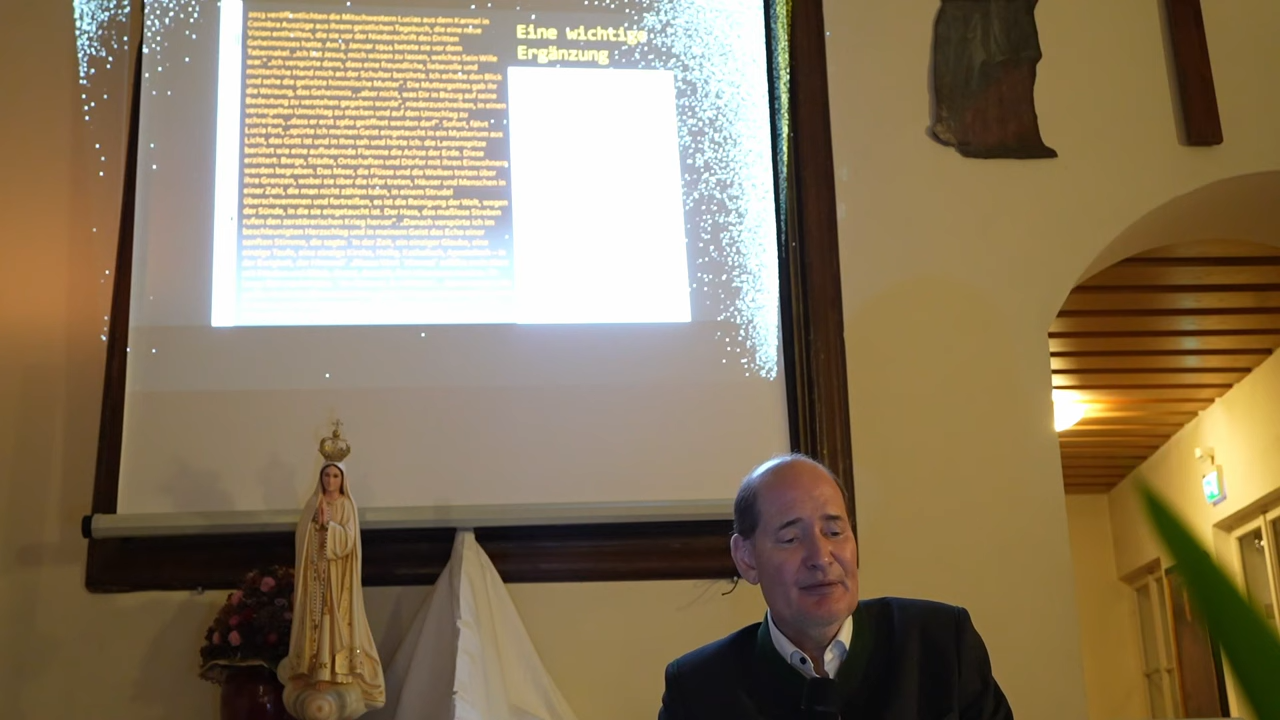 2013 veröffentlichten die Mitschwestern Lucias aus dem Karmel in
Coimbra Auszüge aus ihrem geistlichen Tagebuch, die eine neue
Vision enthüllten, die sie vor der Niederschrift des Dritten
Geheimnisses hatte. Am 3. Januar 1944 betete sie vor dem
Tabernakel. „Ich bat Jesus, mich wissen zu lassen, welches Sein Wille
war." „Ich verspürte dann, dass eine freundliche, liebevolle und
mütterliche Hand mich an der Schulter berührte. Ich erhebe den Blick
und sehe die geliebte himmlische Mutter". Die Muttergottes gab ihr
die Weisung, das Geheimnis, „aber nicht, was Dir in Bezug auf seine
Bedeutung zu verstehen gegeben wurde", niederzuschreiben, in einen
versiegelten Umschlag zu stecken und auf den Umschlag zu
schreiben, „dass er erst 1960 geöffnet werden darf". Sofort, fährt
Lucia fort, „spürte ich meinen Geist eingetaucht in ein Mysterium aus
Licht, das Gott ist und in Ihm sah und hörte ich: die Lanzenspitze
berührt wie eine auflodernde Flamme die Achse der Erde. Diese
erzittert: Berge, Städte, Ortschaften und Dörfer mit ihren Einwohnern
werden begraben. Das Meer, die Flüsse und die Wolken treten über
ihre Grenzen, wobei sie über die Ufer treten, Häuser und Menschen in
einer Zahl, die man nicht zählen kann, in einem Strudel
überschwemmen und fortreißen, es ist die Reinigung der Welt, wegen
der Sünde, in die sie eingetaucht ist. Der Hass, das maßlose Streben
rufen den zerstörerischen Krieg hervor". „Danach verspürte ich im
beschleunigten Herzschlag und in meinem Geist das Echo einer
sanften Stimme, die sagte: 'In der Zeit, ein einziger Glaube, eine
einzige Taufe, eine einzige Kirche, Heilig, Katholisch, Apostolisch – in
der Ewigkeit, der Himmel!'
Eine wichtige
Ergänzung